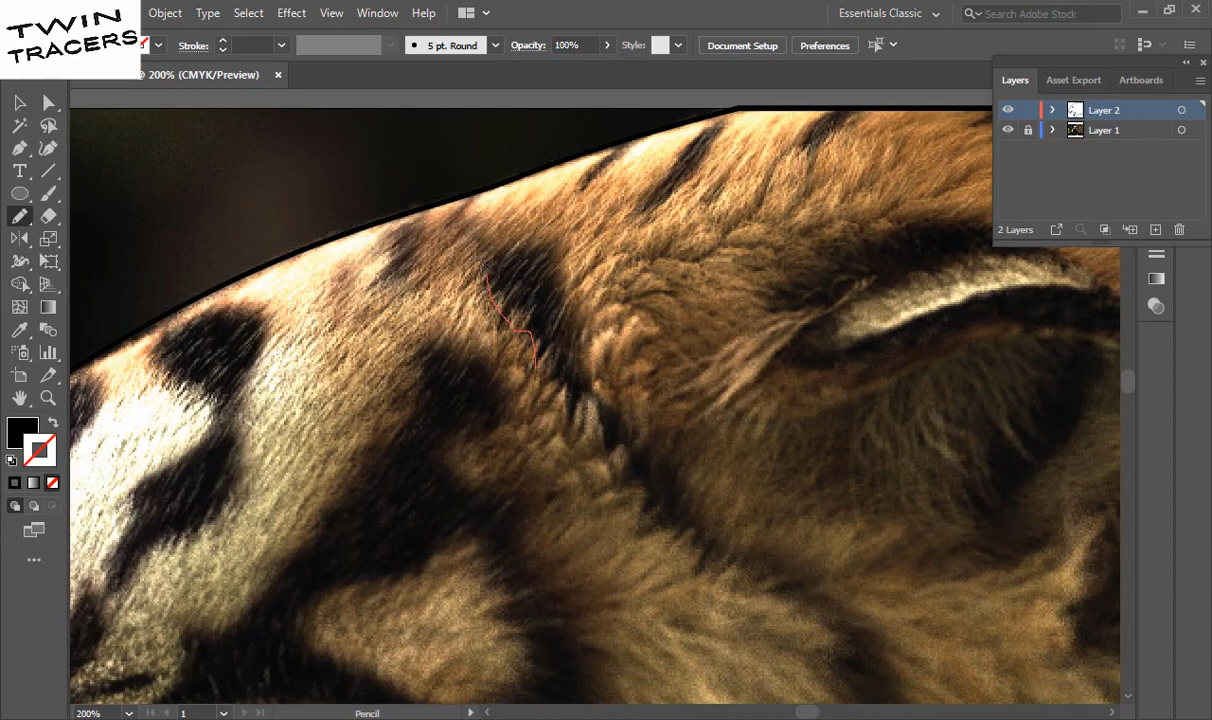 TWIN
TRACERS
Object Type Select Effect View Window Help
Essentials Classic
Search Adobe Stock
Stroke:
5 pt. Round
Opacity: 100%
Style:
Document Setup
Preferences
@ 200% (CMYK/Preview) ×
Layers Asset Export Artboards
Layer 2
Layer 1
2 Layers
200%
1
Pencil